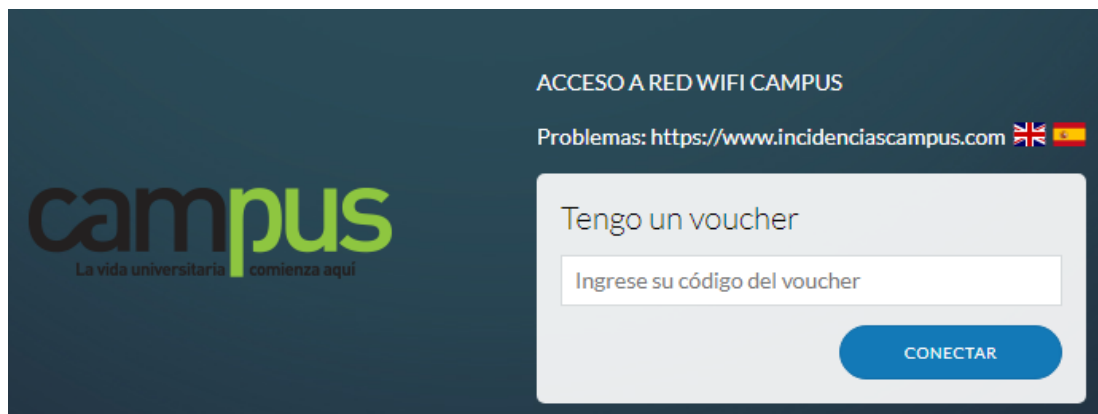 ACCESO A RED WIFI CAMPUS
Problemas: https://www.incidenciascampus.com
campus
La vida universitaria comienza aquí
Tengo un voucher
Ingrese su código del voucher
CONECTAR